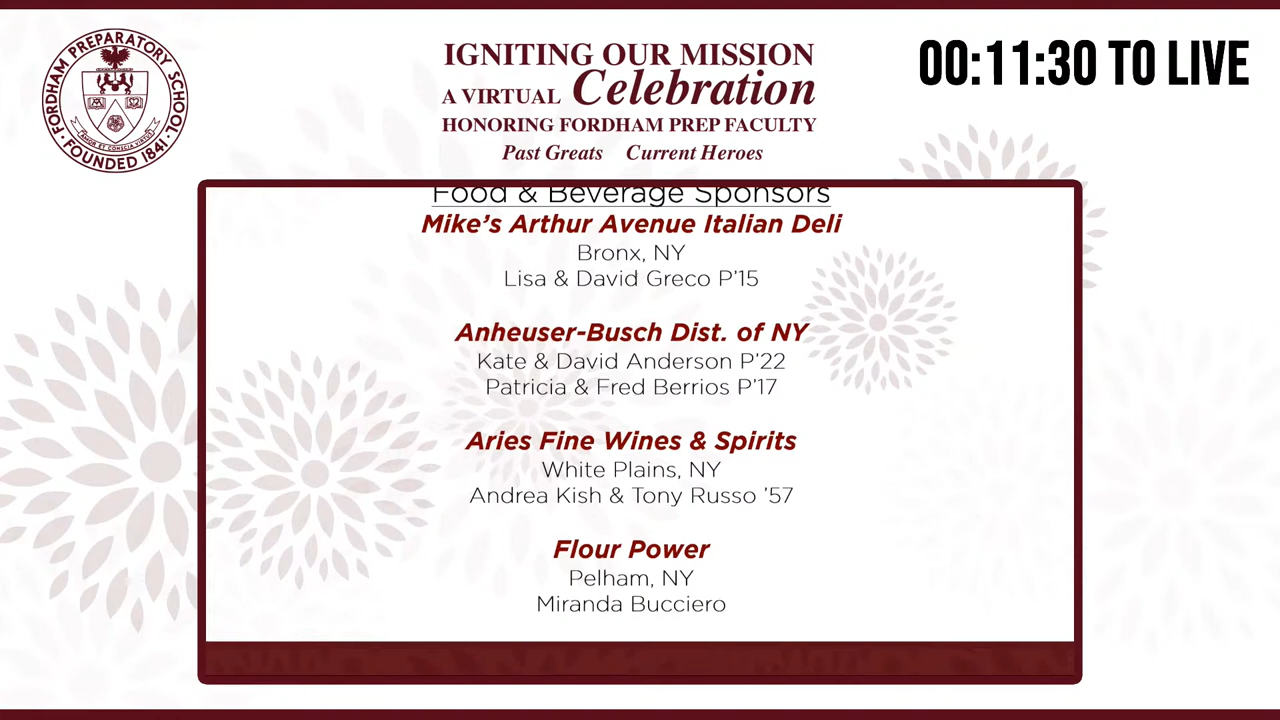 FORDHAM PREPARATORY SCHOOL
FOUNDED 1841
IGNITING OUR MISSION
A VIRTUAL Celebration
HONORING FORDHAM PREP FACULTY
Past Greats Current Heroes
00:11:30 TO LIVE
Food & Beverage Sponsors
Mike's Arthur Avenue Italian Deli
Bronx, NY
Lisa & David Greco P'15
Anheuser-Busch Dist. of NY
Kate & David Anderson P'22
Patricia & Fred Berrios P'17
Aries Fine Wines & Spirits
White Plains, NY
Andrea Kish & Tony Russo '57
Flour Power
Pelham, NY
Miranda Bucciero